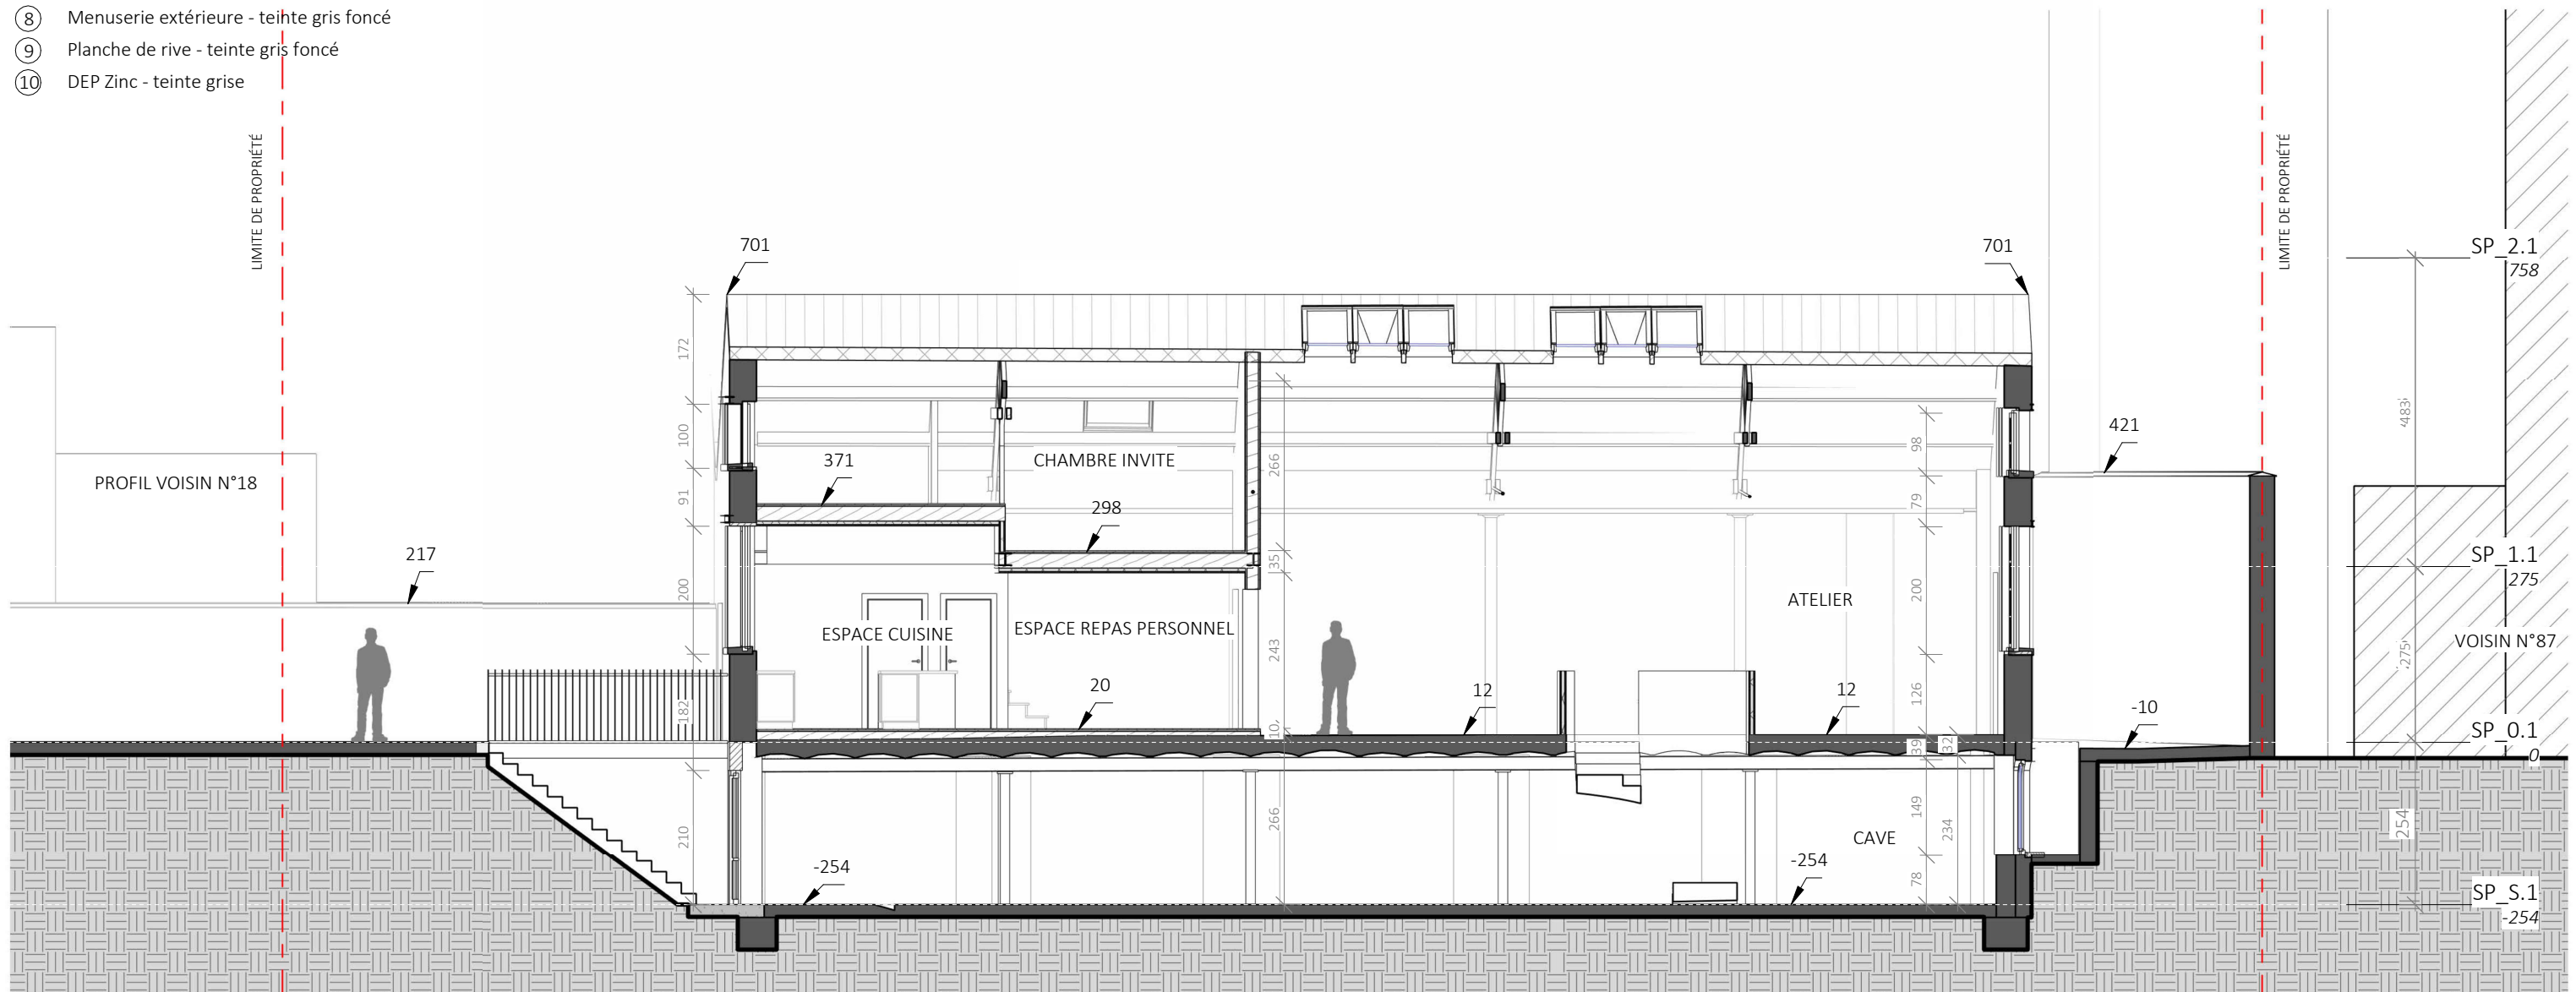 8 Menuserie extérieure - teinte gris foncé
9 Planche de rive - teinte gris foncé
10 DEP Zinc - teinte grise
LIMITE DE PROPRIÉTÉ
LIMITE DE PROPRIÉTÉ
701
701
SP_2.1
758
172
100
91
200
182
210
PROFIL VOISIN N°18
217
371
298
CHAMBRE INVITE
266
35
243
10
266
ESPACE CUISINE
ESPACE REPAS PERSONNEL
20
12
12
ATELIER
98
79
200
126
39
32
149
234
78
421
-10
483
SP_1.1
275
275
VOISIN N°87
SP_0.1
0
254
CAVE
-254
-254
SP_S.1
-254